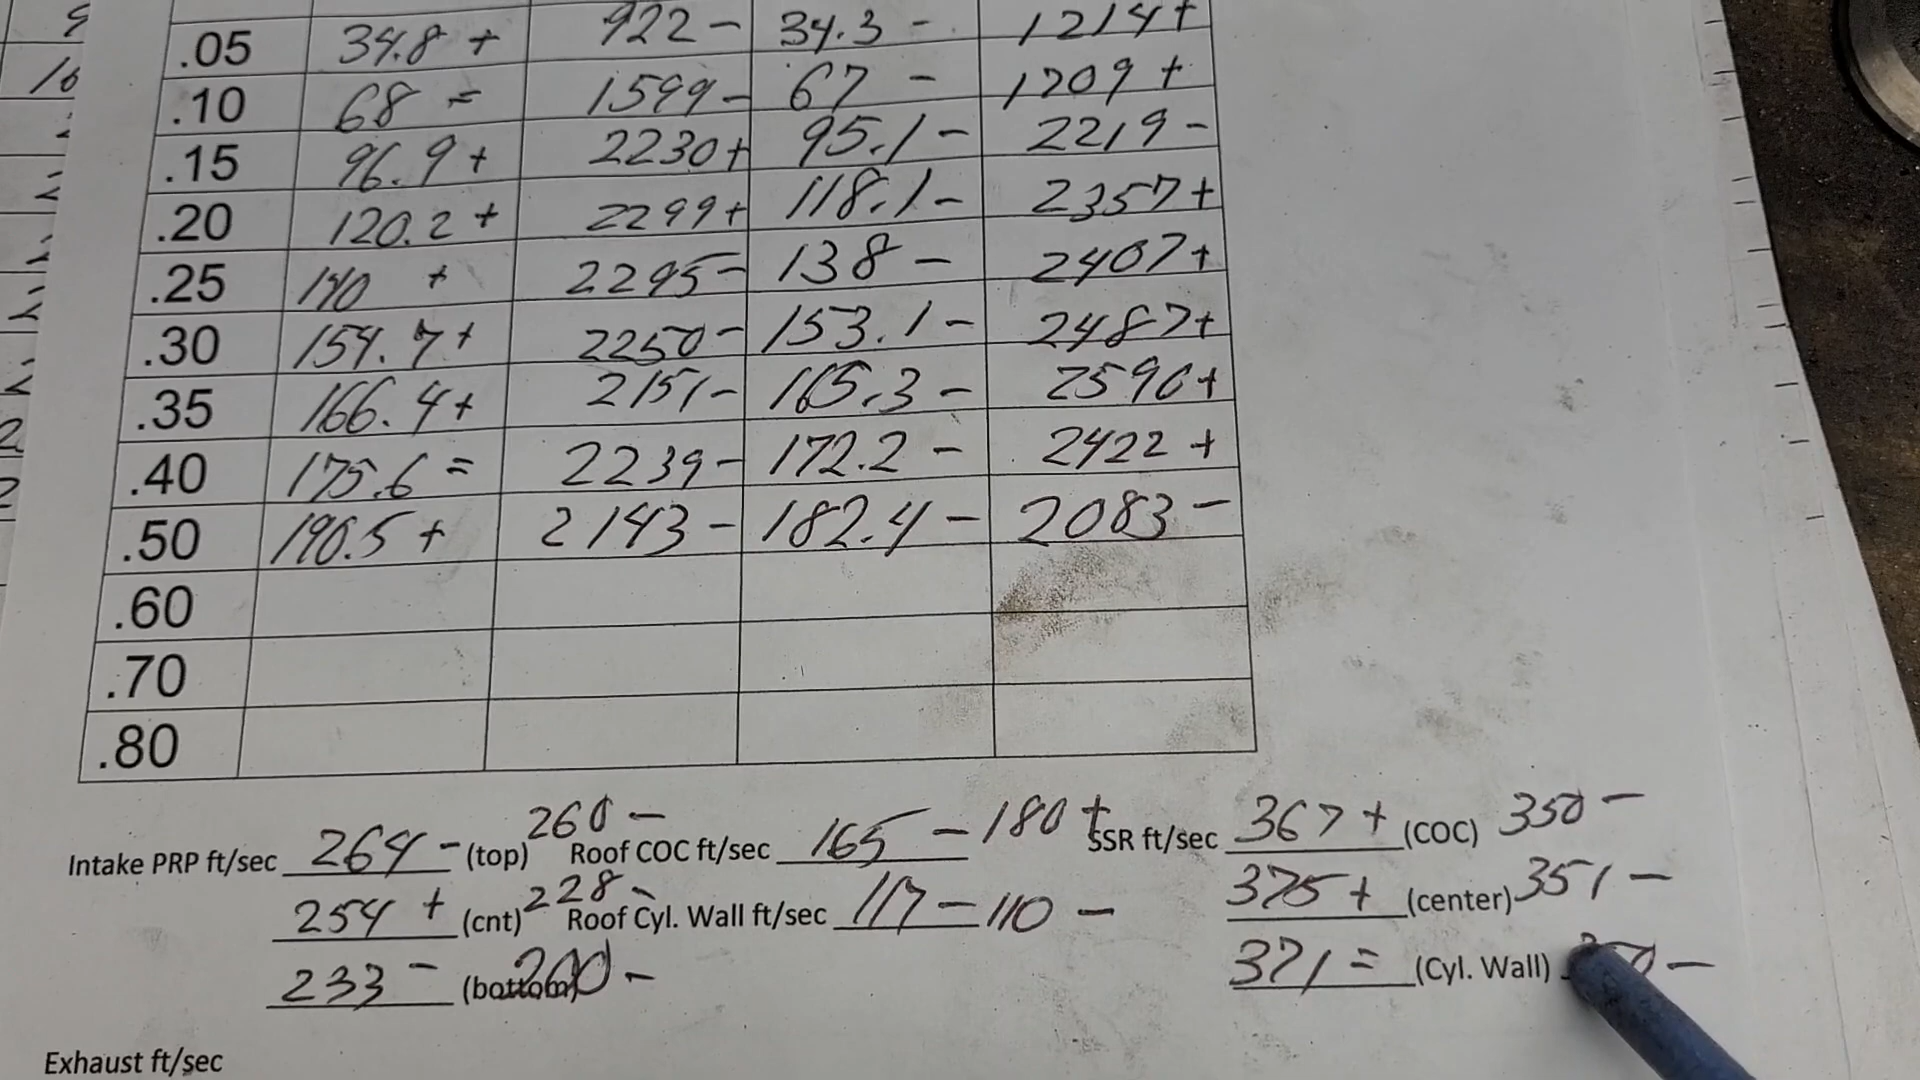 .05 34.8 + 922 - 34.3 - 1214+
.10 68 = 1599- 67 - 1209 +
.15 96.9 + 2230+ 95.1- 2219 -
.20 120.2 + 2299+ 118.1- 2357+
.25 140 + 2295- 138 - 2407+
.30 154.7+ 2250- 153.1- 2487+
.35 166.4+ 2151- 165.3 - 2596+
.40 175.6 = 2239- 172.2 - 2422 +
.50 190.5 + 2143 - 182.4 - 2083 -
.60
.70
.80
Intake PRP ft/sec 264 - (top) 260 - Roof COC ft/sec 165 - 180 + SSR ft/sec 367 + (COC) 350 -
254 + (cnt) 228 - Roof Cyl. Wall ft/sec 117 - 110 - 375 + (center) 351 -
233 - (bottom) 200 - 371 = (Cyl. Wall) -
Exhaust ft/sec